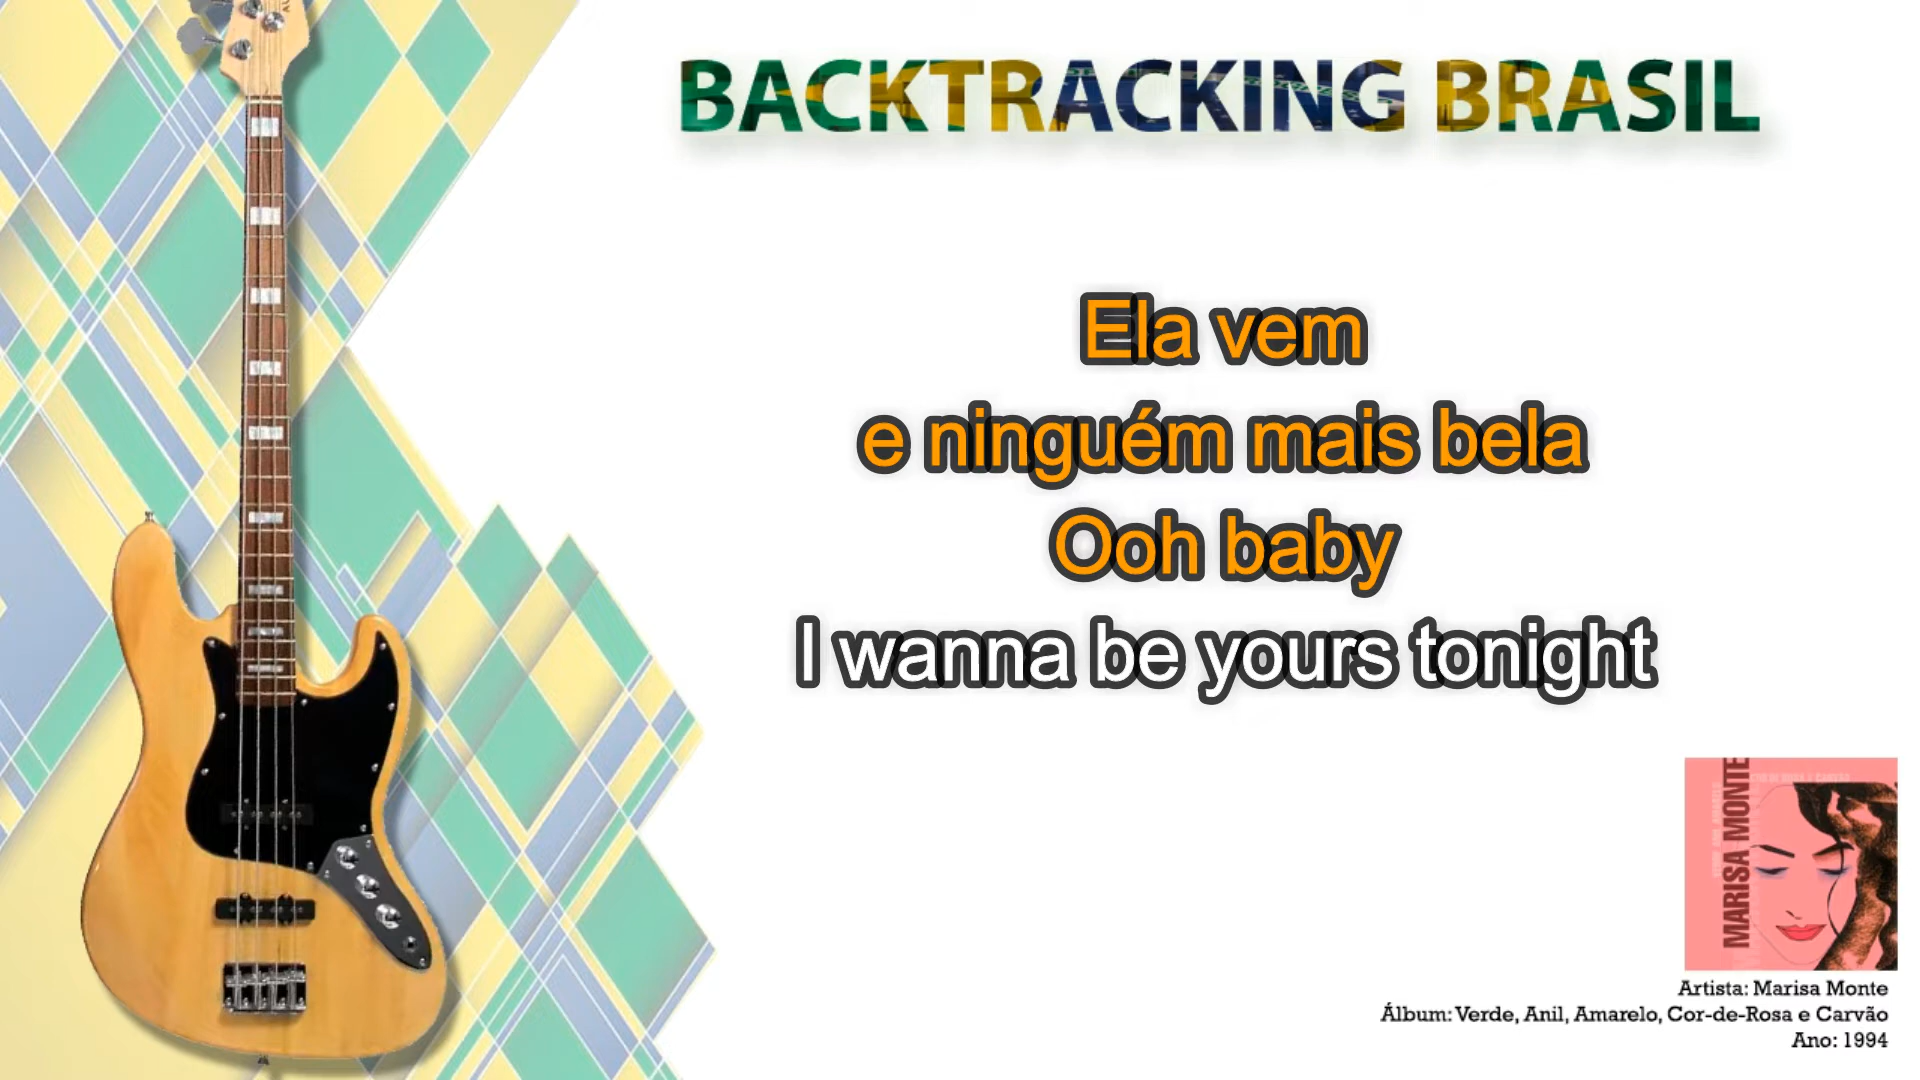 BACKTRACKING BRASIL
Ela vem
e ninguém mais bela
Ooh baby
I wanna be yours tonight
MARISA MONTE
Artista: Marisa Monte
Álbum: Verde, Anil, Amarelo, Cor-de-Rosa e Carvão
Ano: 1994